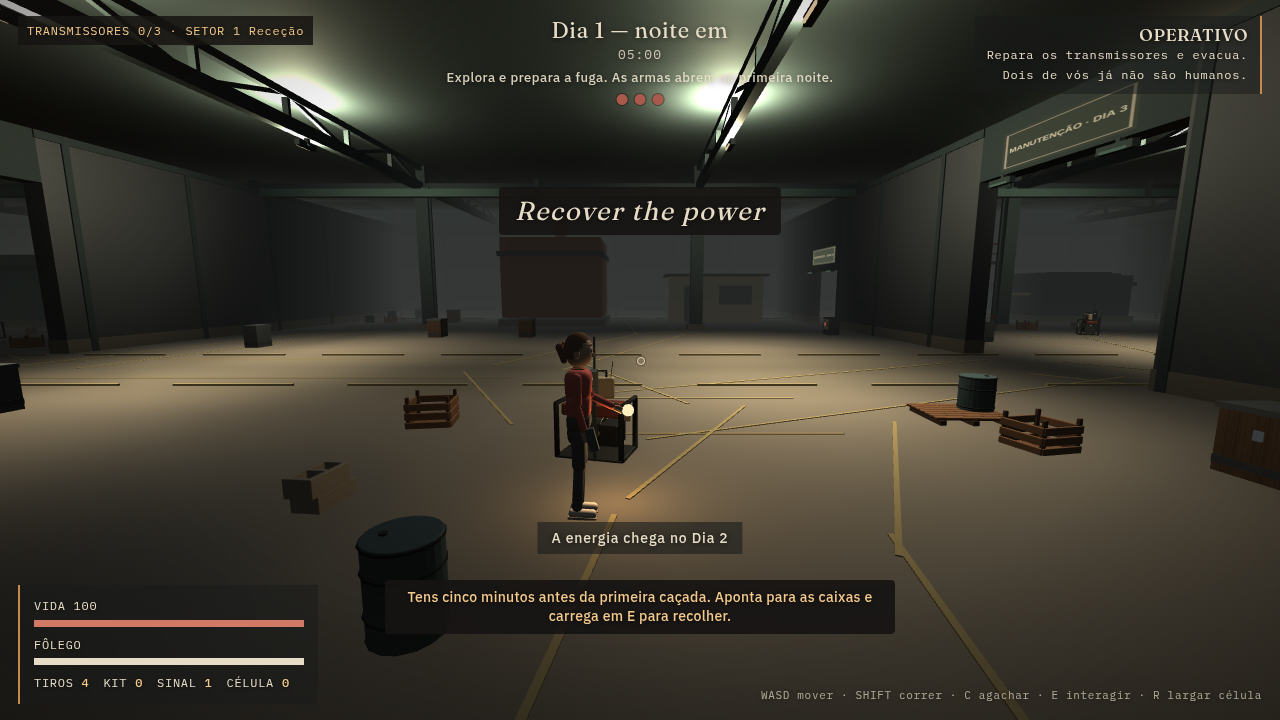 TRANSMISSORES 0/3 · SETOR 1 Receção
Dia 1 — noite em
05:00
Explora e prepara a fuga. As armas abrem na primeira noite.
OPERATIVO
Repara os transmissores e evacua.
Dois de vós já não são humanos.
MANUTENÇÃO · DIA 3
Recover the power
A energia chega no Dia 2
Tens cinco minutos antes da primeira caçada. Aponta para as caixas e
carrega em E para recolher.
VIDA 100
FÔLEGO
TIROS 4 KIT 0 SINAL 1 CÉLULA 0
WASD mover · SHIFT correr · C agachar · E interagir · R largar célula